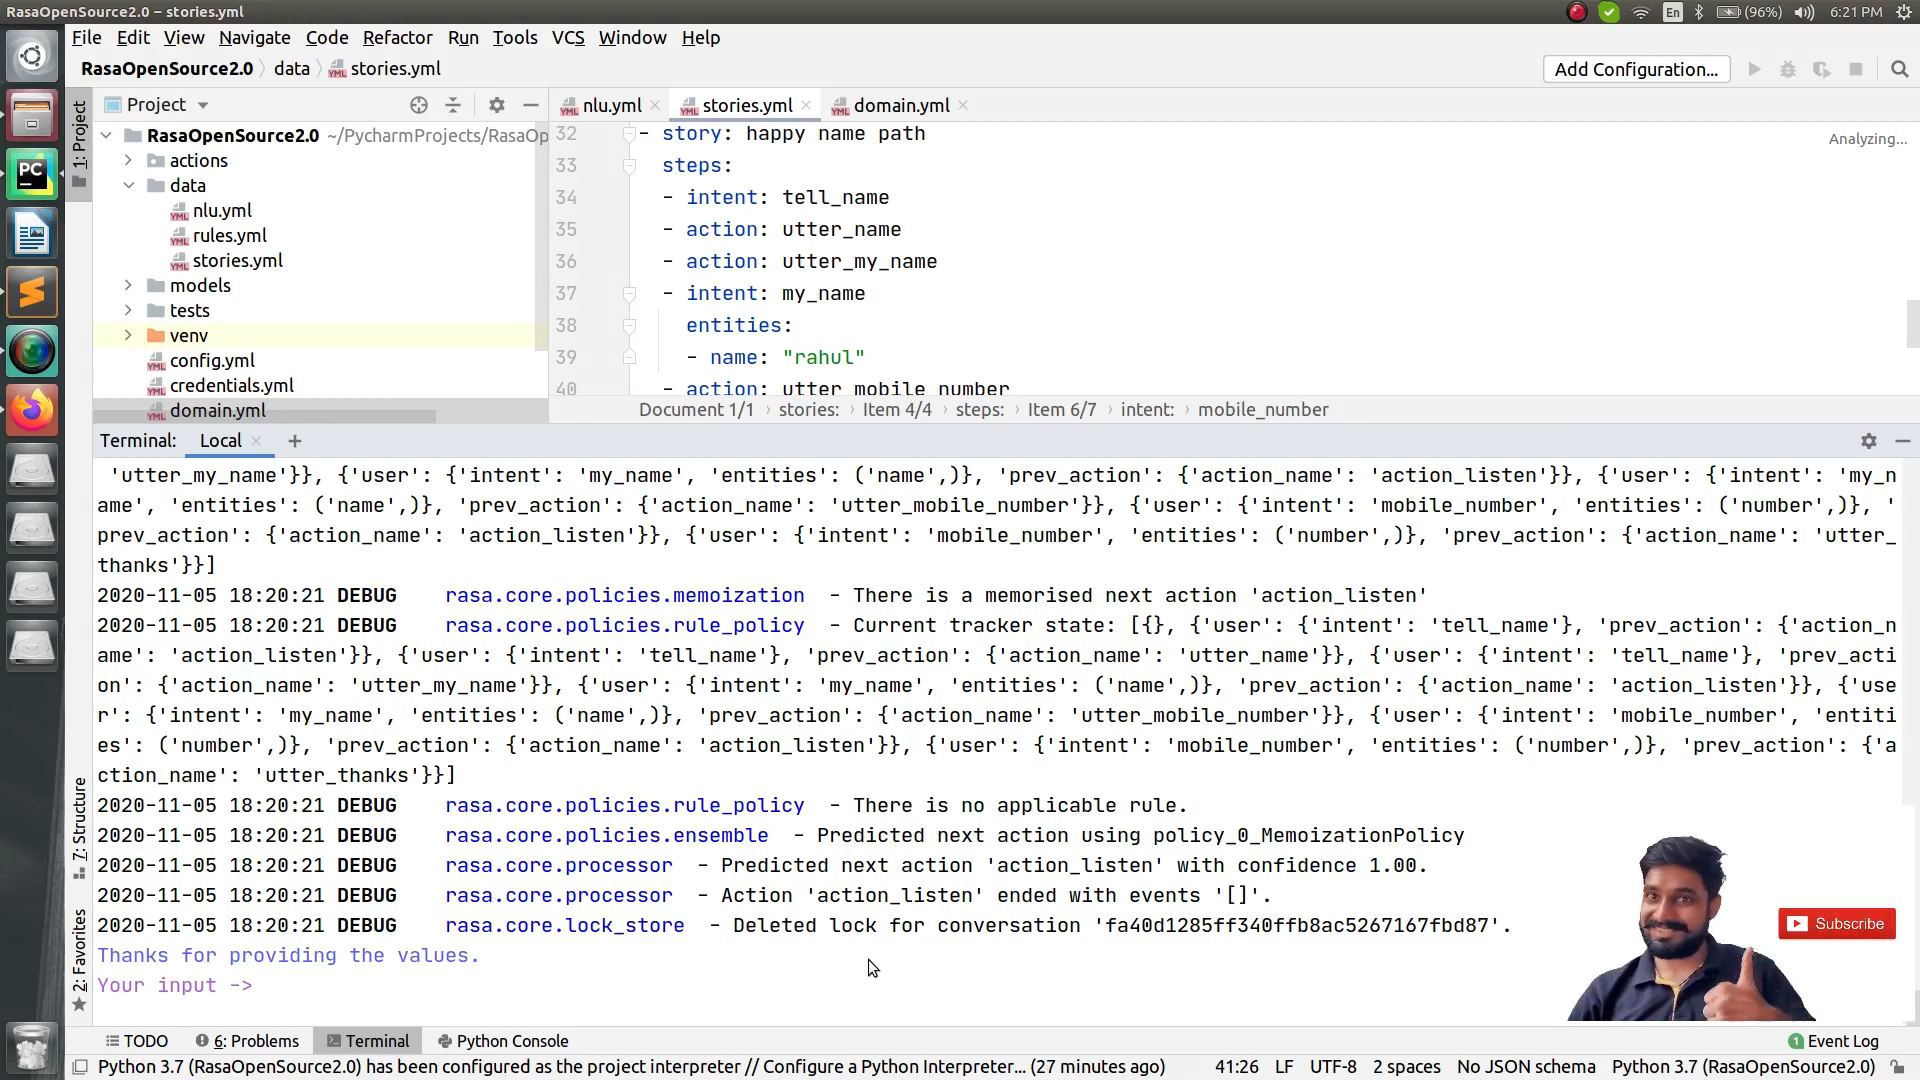 RasaOpenSource2.0 – stories.yml
En (96%) 6:21 PM
File Edit View Navigate Code Refactor Run Tools VCS Window Help
RasaOpenSource2.0 data stories.yml Add Configuration...
1: Project
Project
nlu.yml stories.yml domain.yml
RasaOpenSource2.0 ~/PycharmProjects/RasaOp
actions
data
nlu.yml
rules.yml
stories.yml
models
tests
venv
config.yml
credentials.yml
domain.yml
Analyzing...
32 - story: happy name path
33 steps:
34 - intent: tell_name
35 - action: utter_name
36 - action: utter_my_name
37 - intent: my_name
38 entities:
39 - name: "rahul"
40 - action: utter_mobile_number
Document 1/1 › stories: › Item 4/4 › steps: › Item 6/7 › intent: › mobile_number
Terminal: Local
'utter_my_name'}}, {'user': {'intent': 'my_name', 'entities': ('name',)}, 'prev_action': {'action_name': 'action_listen'}}, {'user': {'intent': 'my_n
ame', 'entities': ('name',)}, 'prev_action': {'action_name': 'utter_mobile_number'}}, {'user': {'intent': 'mobile_number', 'entities': ('number',)}, '
prev_action': {'action_name': 'action_listen'}}, {'user': {'intent': 'mobile_number', 'entities': ('number',)}, 'prev_action': {'action_name': 'utter_
thanks'}}]
2020-11-05 18:20:21 DEBUG rasa.core.policies.memoization - There is a memorised next action 'action_listen'
2020-11-05 18:20:21 DEBUG rasa.core.policies.rule_policy - Current tracker state: [{}, {'user': {'intent': 'tell_name'}, 'prev_action': {'action_n
ame': 'action_listen'}}, {'user': {'intent': 'tell_name'}, 'prev_action': {'action_name': 'utter_name'}}, {'user': {'intent': 'tell_name'}, 'prev_acti
on': {'action_name': 'utter_my_name'}}, {'user': {'intent': 'my_name', 'entities': ('name',)}, 'prev_action': {'action_name': 'action_listen'}}, {'use
r': {'intent': 'my_name', 'entities': ('name',)}, 'prev_action': {'action_name': 'utter_mobile_number'}}, {'user': {'intent': 'mobile_number', 'entiti
es': ('number',)}, 'prev_action': {'action_name': 'action_listen'}}, {'user': {'intent': 'mobile_number', 'entities': ('number',)}, 'prev_action': {'a
ction_name': 'utter_thanks'}}]
2020-11-05 18:20:21 DEBUG rasa.core.policies.rule_policy - There is no applicable rule.
2020-11-05 18:20:21 DEBUG rasa.core.policies.ensemble - Predicted next action using policy_0_MemoizationPolicy
2020-11-05 18:20:21 DEBUG rasa.core.processor - Predicted next action 'action_listen' with confidence 1.00.
2020-11-05 18:20:21 DEBUG rasa.core.processor - Action 'action_listen' ended with events '[]'.
2020-11-05 18:20:21 DEBUG rasa.core.lock_store - Deleted lock for conversation 'fa40d1285ff340ffb8ac5267167fbd87'.
Thanks for providing the values.
Your input ->
7: Structure
2: Favorites
Subscribe
TODO 6: Problems Terminal Python Console 1 Event Log
Python 3.7 (RasaOpenSource2.0) has been configured as the project interpreter // Configure a Python Interpreter... (27 minutes ago) 41:26 LF UTF-8 2 spaces No JSON schema Python 3.7 (RasaOpenSource2.0)